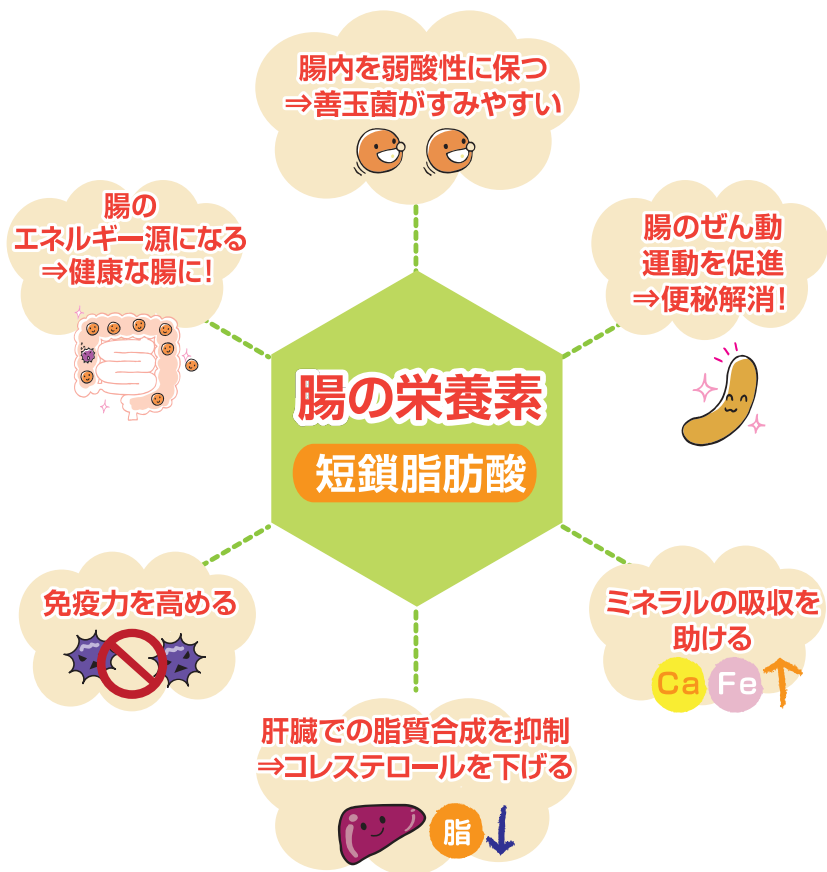 腸内を弱酸性に保つ
⇒善玉菌がすみやすい
腸の
エネルギー源になる
⇒健康な腸に!
腸のぜん動
運動を促進
⇒便秘解消!
腸の栄養素
短鎖脂肪酸
免疫力を高める
ミネラルの吸収を
助ける
Ca Fe
肝臓での脂質合成を抑制
⇒コレステロールを下げる
脂